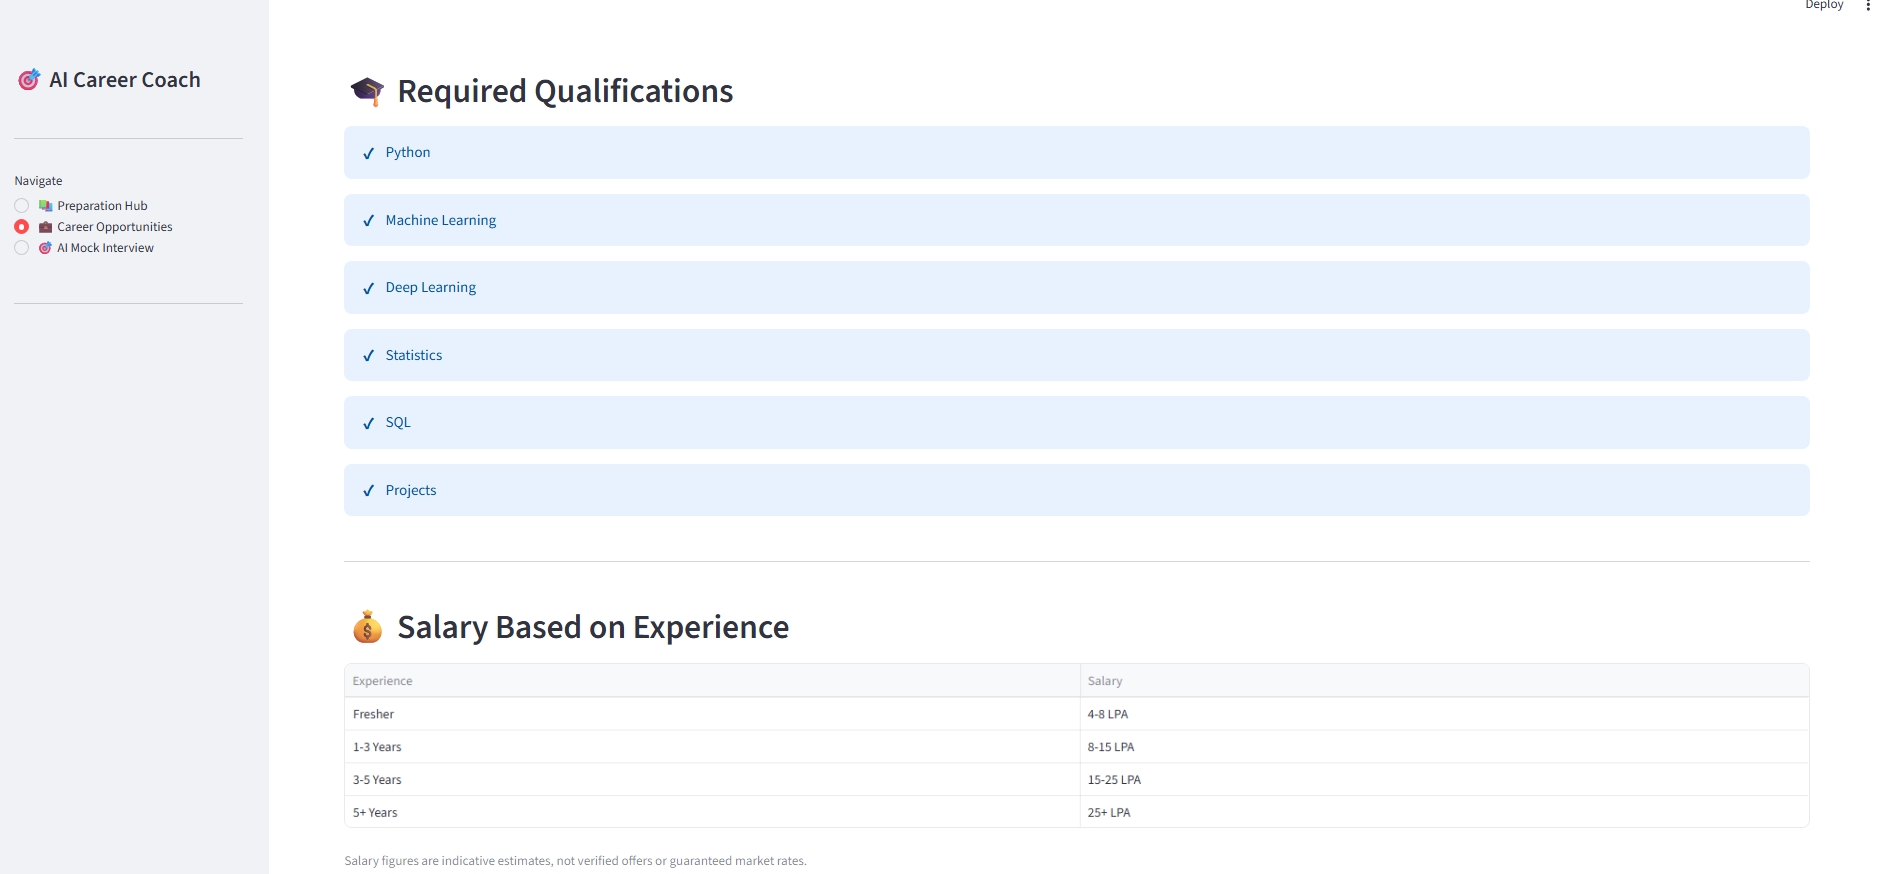 Deploy
AI Career Coach
Navigate
Preparation Hub
Career Opportunities
AI Mock Interview
Required Qualifications
✓ Python
✓ Machine Learning
✓ Deep Learning
✓ Statistics
✓ SQL
✓ Projects
Salary Based on Experience
Experience Salary
Fresher 4-8 LPA
1-3 Years 8-15 LPA
3-5 Years 15-25 LPA
5+ Years 25+ LPA
Salary figures are indicative estimates, not verified offers or guaranteed market rates.